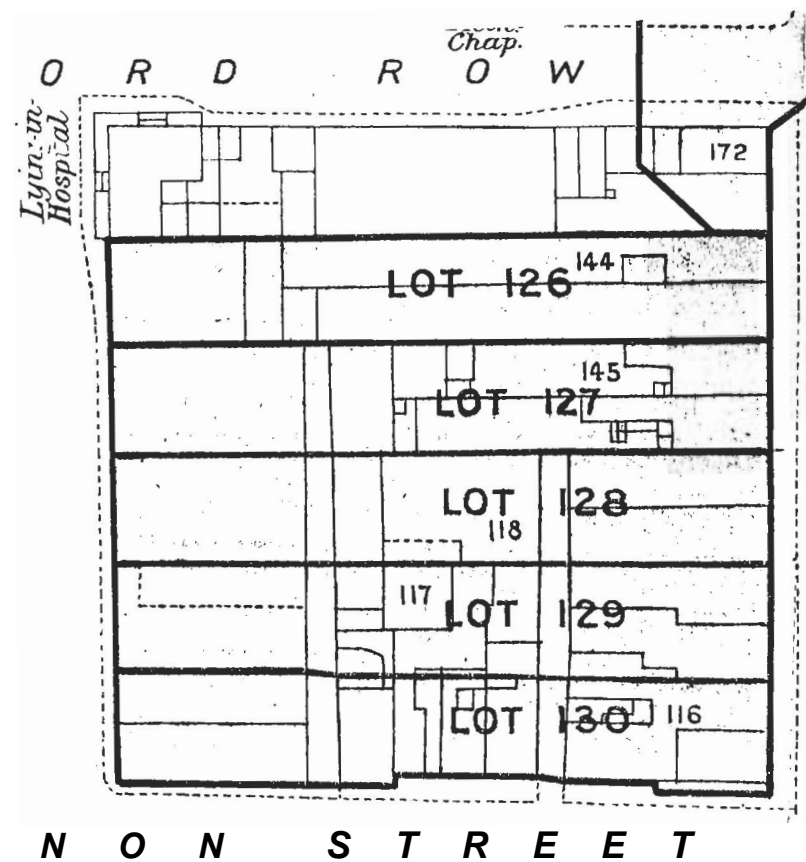 Chap.
O R D R O W
Lying-in-
Hospital
172
144
LOT 126
145
LOT 127
LOT 128
118
117
LOT 129
LOT 130
116
N O N S T R E E T